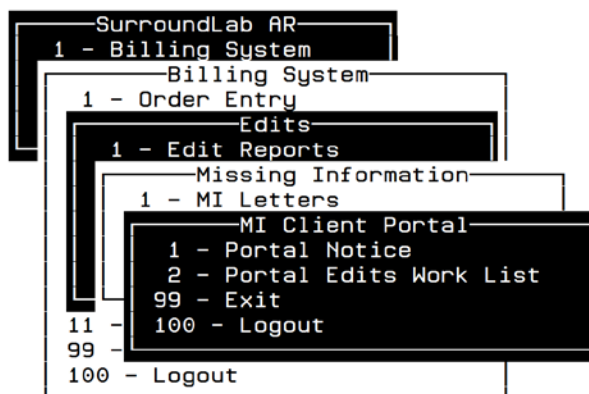 SurroundLab AR
1 - Billing System
Billing System
1 - Order Entry
Edits
1 - Edit Reports
Missing Information
1 - MI Letters
MI Client Portal
1 - Portal Notice
2 - Portal Edits Work List
99 - Exit
100 - Logout
11 -
99 -
100 - Logout